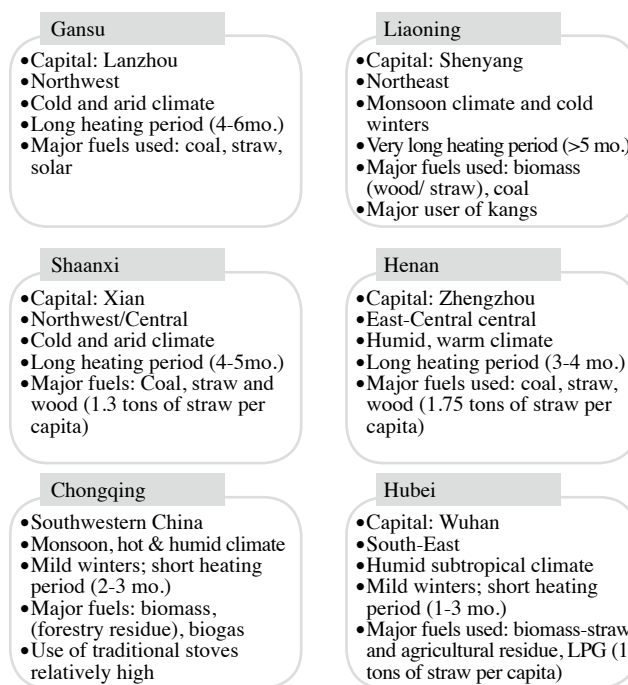 Gansu
•Capital: Lanzhou
•Northwest
•Cold and arid climate
•Long heating period (4-6mo.)
•Major fuels used: coal, straw,
solar
Liaoning
•Capital: Shenyang
•Northeast
•Monsoon climate and cold
winters
•Very long heating period (>5 mo.)
•Major fuels used: biomass
(wood/ straw), coal
•Major user of kangs
Shaanxi
•Capital: Xian
•Northwest/Central
•Cold and arid climate
•Long heating period (4-5mo.)
•Major fuels: Coal, straw and
wood (1.3 tons of straw per
capita)
Henan
•Capital: Zhengzhou
•East-Central central
•Humid, warm climate
•Long heating period (3-4 mo.)
•Major fuels used: coal, straw,
wood (1.75 tons of straw per
capita)
Chongqing
•Southwestern China
•Monsoon, hot & humid climate
•Mild winters; short heating
period (2-3 mo.)
•Major fuels: biomass,
(forestry residue), biogas
•Use of traditional stoves
relatively high
Hubei
•Capital: Wuhan
•South-East
•Humid subtropical climate
•Mild winters; short heating
period (1-3 mo.)
•Major fuels used: biomass-straw
and agricultural residue, LPG (1
tons of straw per capita)